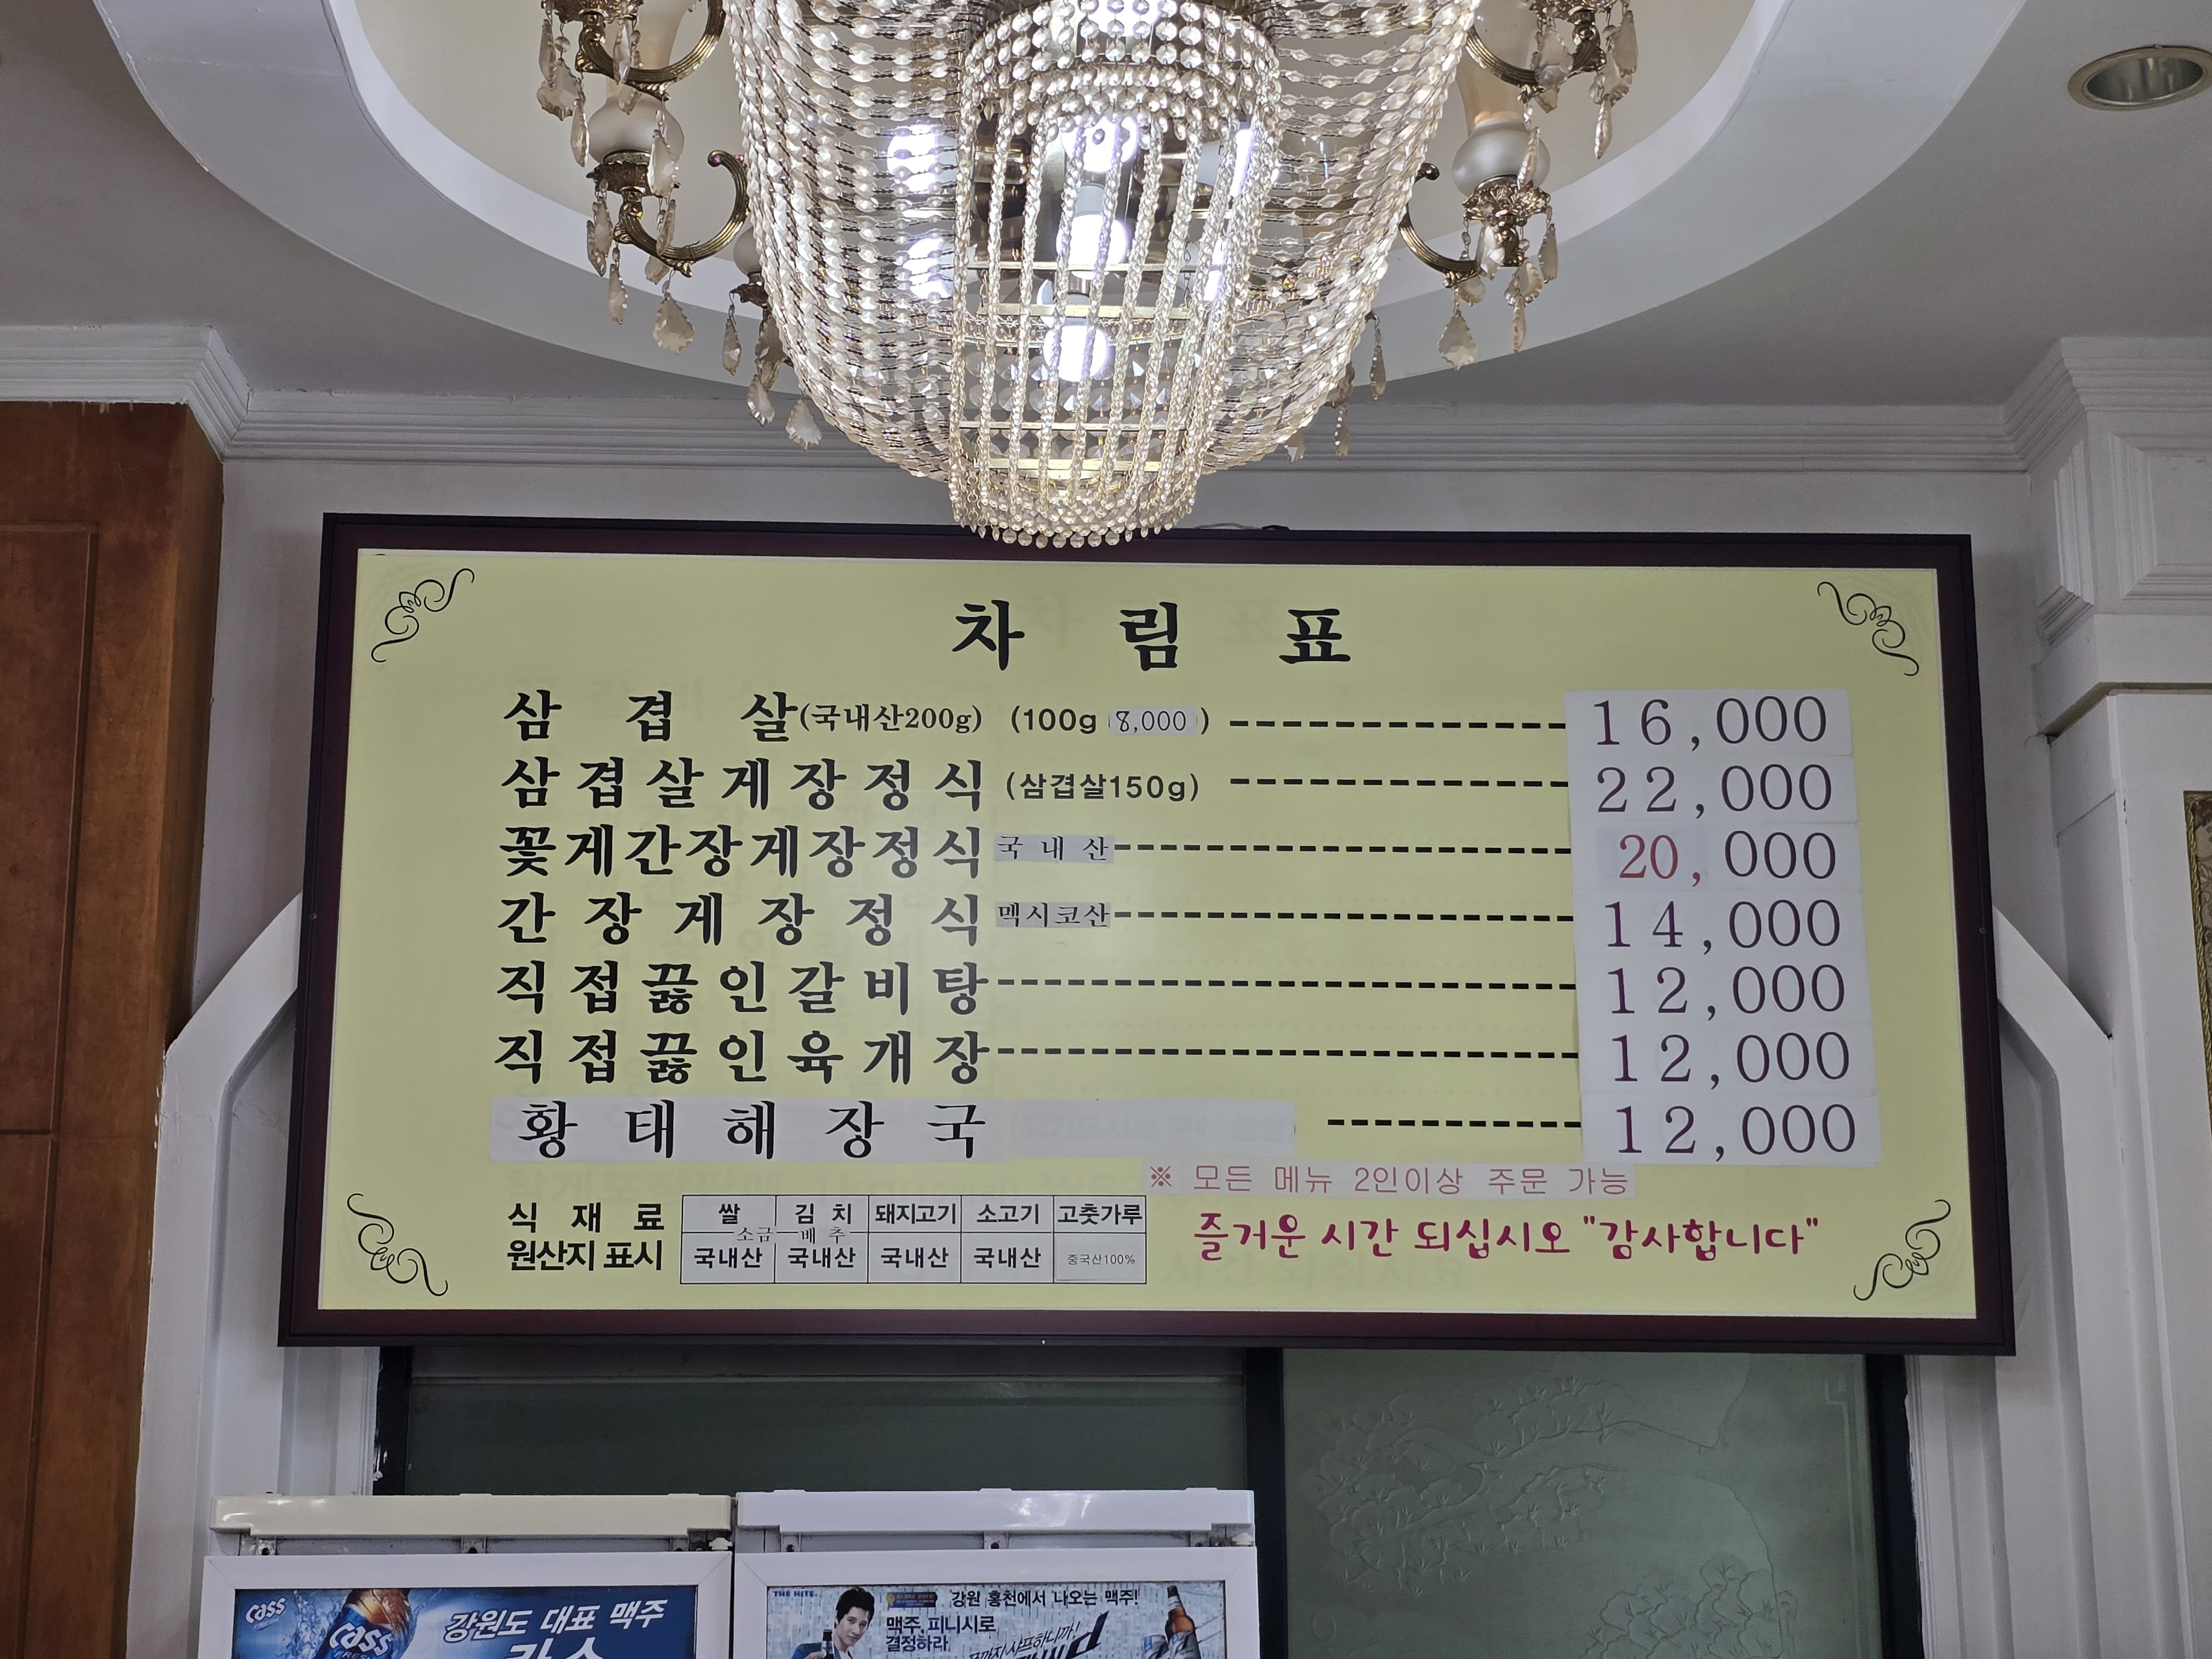 차 림 표
삼 겹 살(국내산200g) (100g 8,000 ) 16,000
삼겹살게장정식 (삼겹살150g) 22,000
꽃게간장게장정식 국내산 20,000
간장게장정식 멕시코산 14,000
직접끓인갈비탕 12,000
직접끓인육개장 12,000
황태해장국 12,000
※ 모든 메뉴 2인이상 주문 가능
식 재 료 쌀 김 치 돼지고기 소고기 고춧가루
소금 배추
원산지 표시 국내산 국내산 국내산 국내산 중국산100%
즐거운 시간 되십시오 "감사합니다"
cass
강원도 대표 맥주
Cass
FRESH
THE HITE.
강원 홍천에서 나오는 맥주!
맥주, 피니시로
결정하라